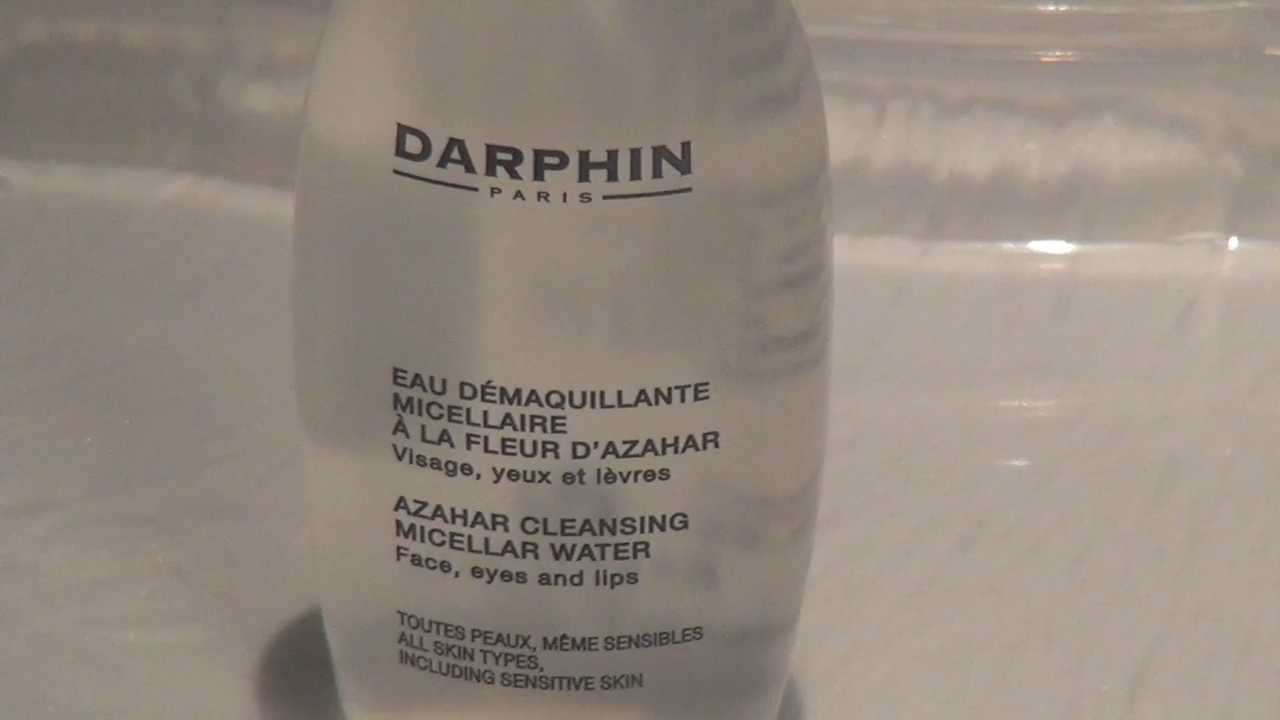 DARPHIN
PARIS
EAU DÉMAQUILLANTE
MICELLAIRE
À LA FLEUR D'AZAHAR
Visage, yeux et lèvres
AZAHAR CLEANSING
MICELLAR WATER
Face, eyes and lips
TOUTES PEAUX, MÊME SENSIBLES
ALL SKIN TYPES,
INCLUDING SENSITIVE SKIN